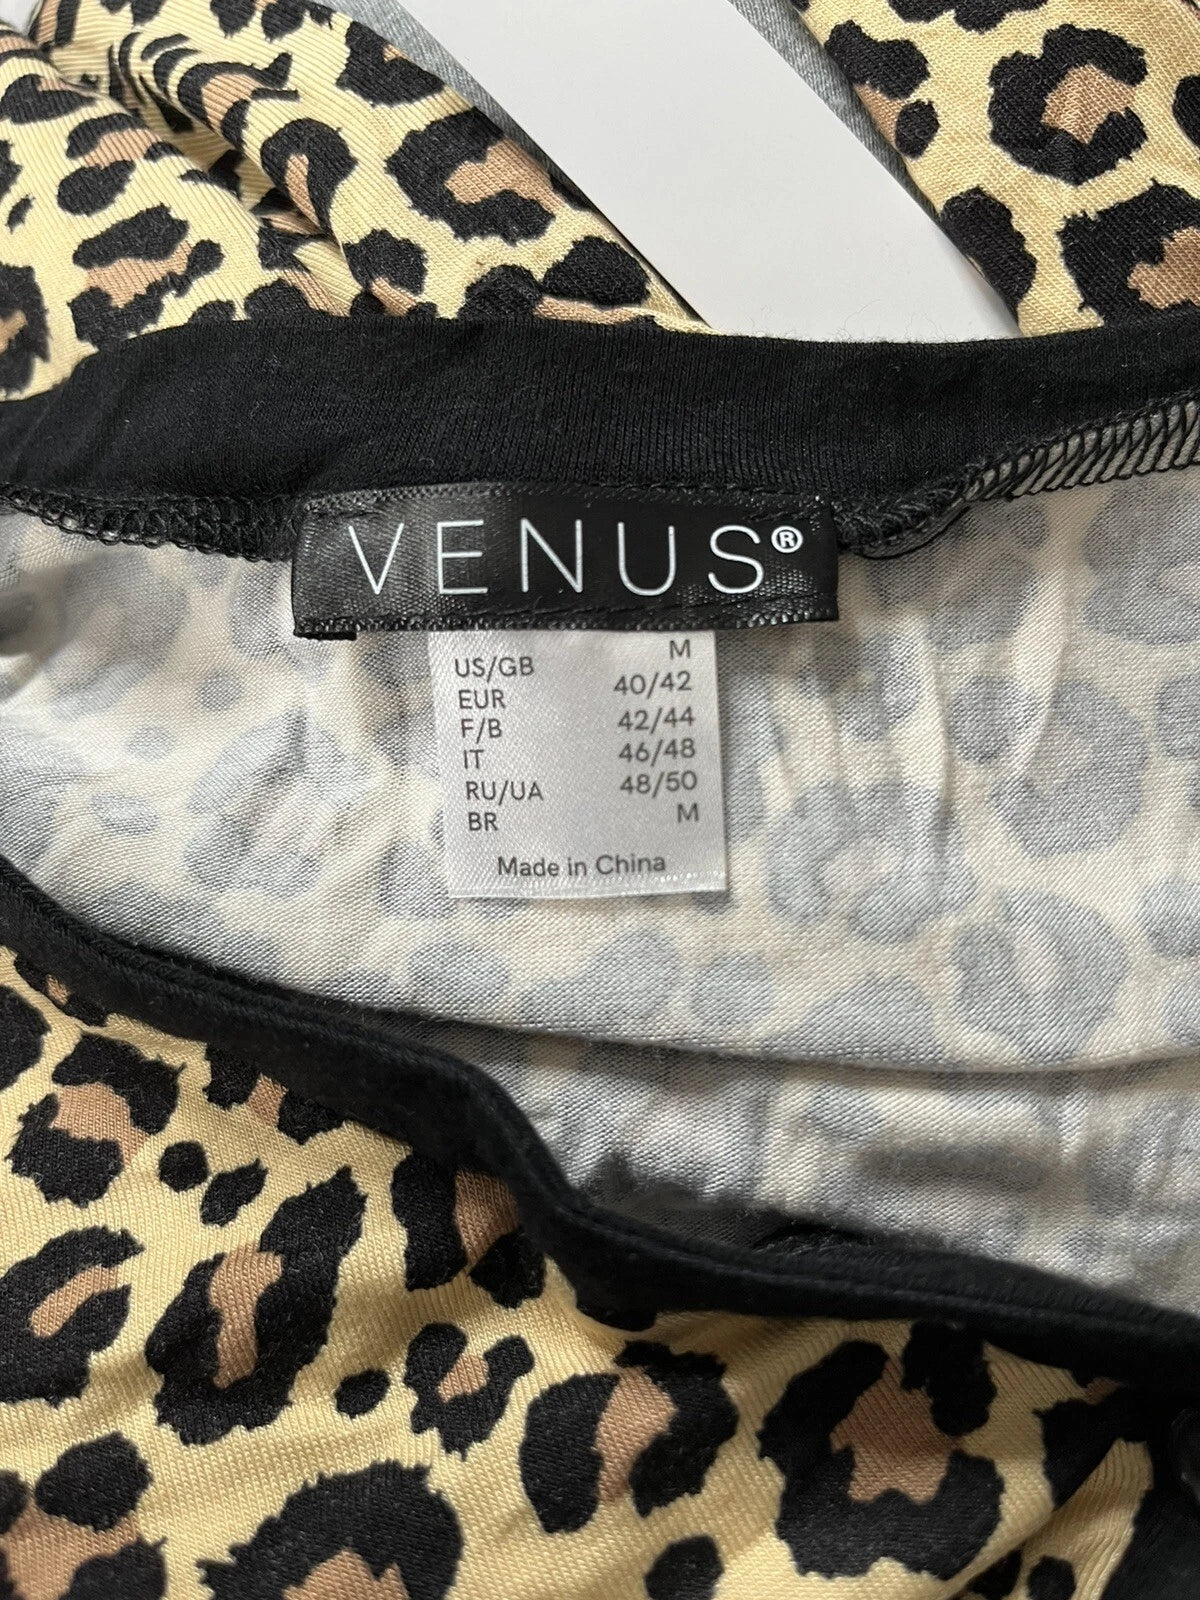 VENUS®
US/GB M
EUR 40/42
F/B 42/44
IT 46/48
RU/UA 48/50
BR M
Made in China